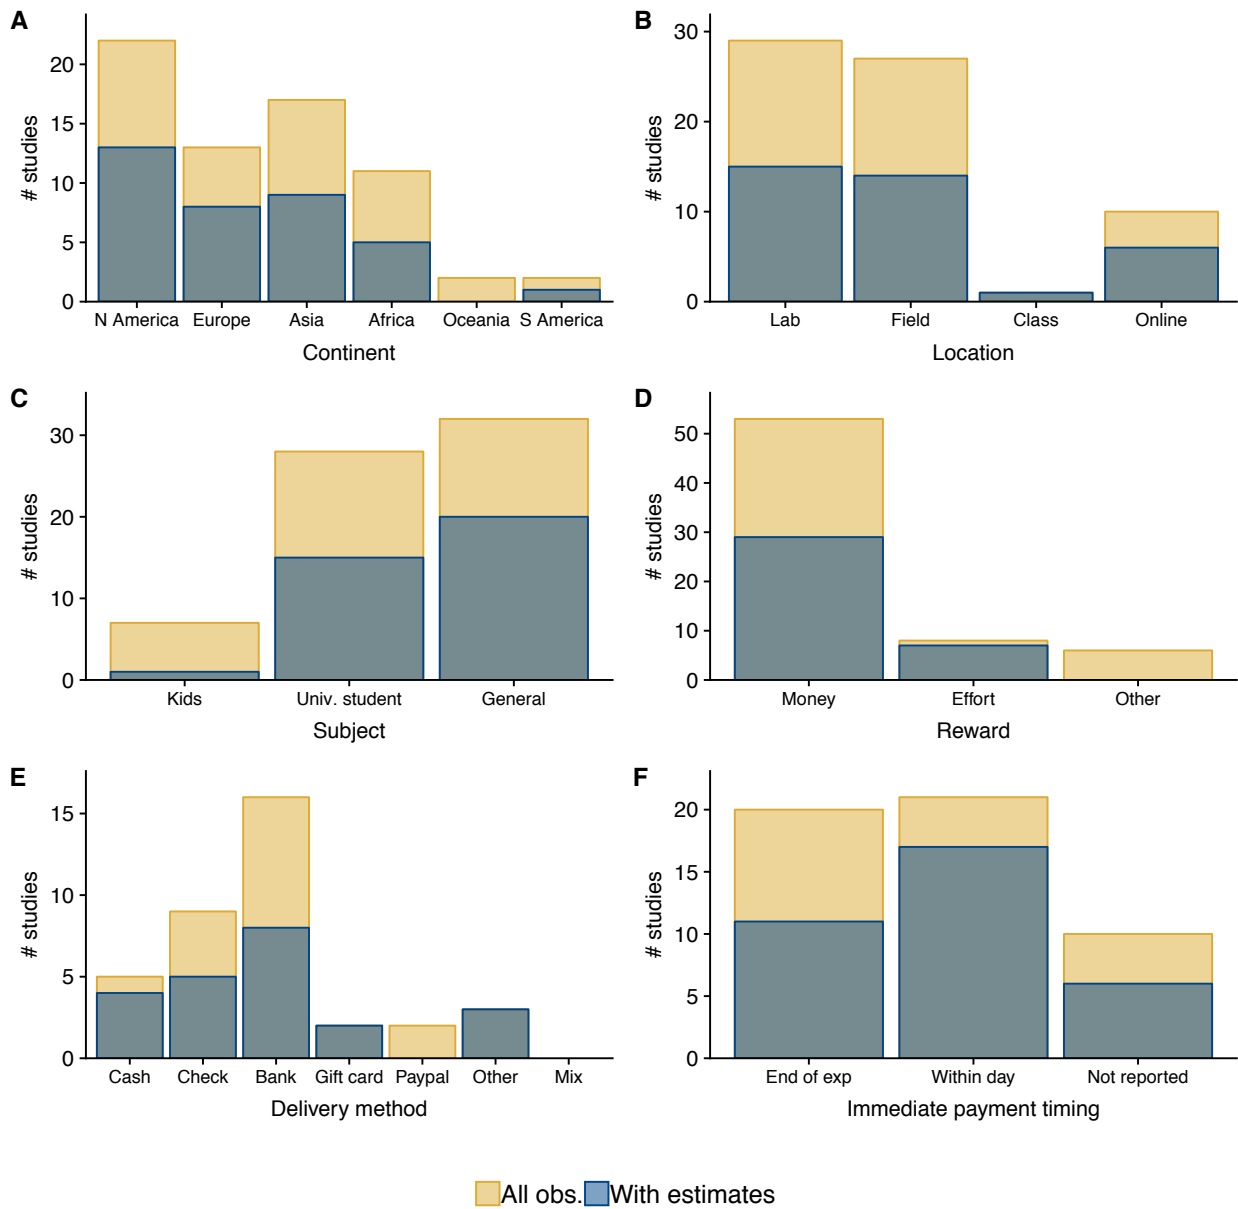 A
# studies
20
15
10
5
0
N America Europe Asia Africa Oceania S America
Continent
B
# studies
30
20
10
0
Lab Field Class Online
Location
C
# studies
30
20
10
0
Kids Univ. student General
Subject
D
# studies
50
40
30
20
10
0
Money Effort Other
Reward
E
# studies
15
10
5
0
Cash Check Bank Gift card Paypal Other Mix
Delivery method
F
# studies
20
15
10
5
0
End of exp Within day Not reported
Immediate payment timing
All obs. With estimates